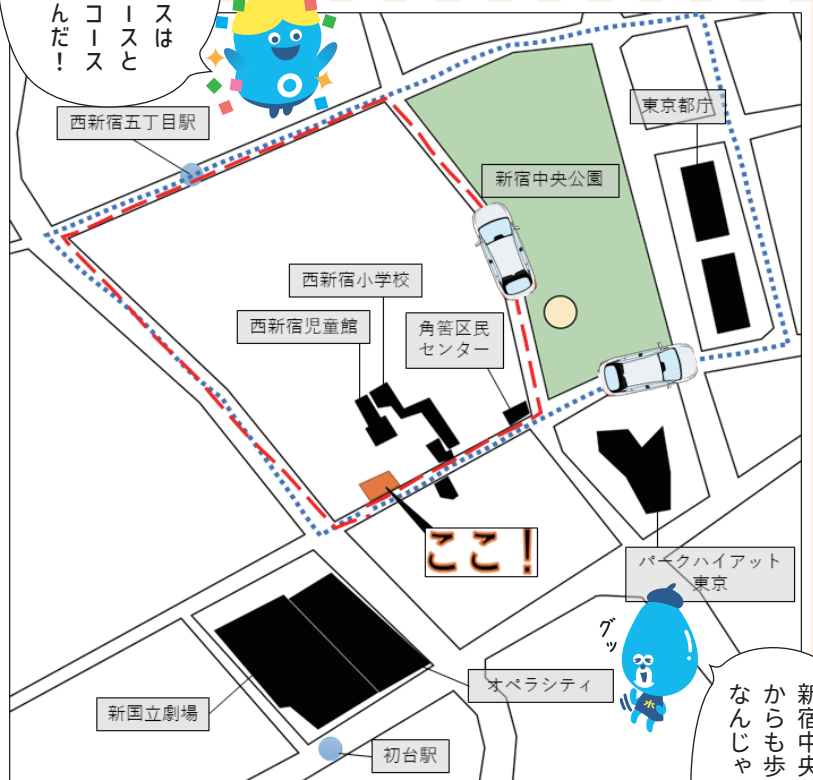 スは
ースと
コース
んだ！
西新宿五丁目駅
東京都庁
新宿中央公園
西新宿小学校
西新宿児童館
角筈区民
センター
ここ！
パークハイアット
東京
グッ
オペラシティ
新国立劇場
初台駅
新宿中央
からも歩
なんじゃ